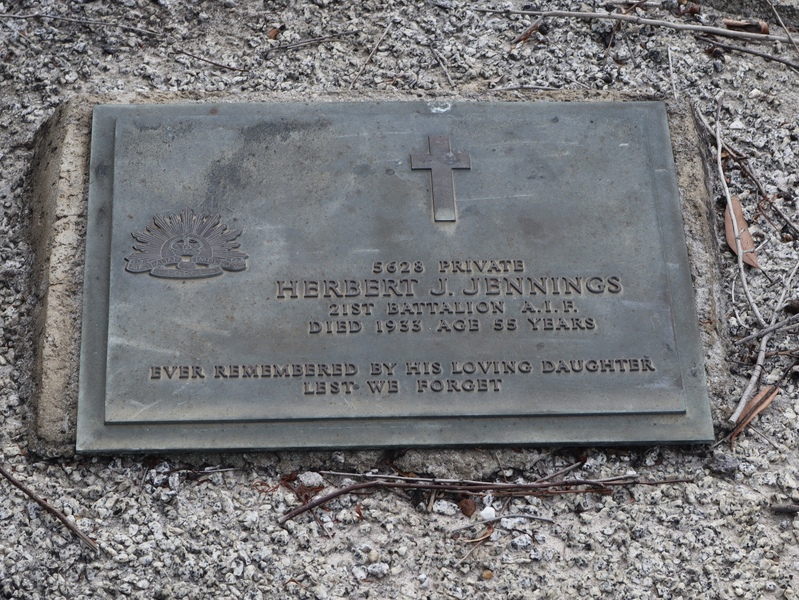 5628 PRIVATE
HERBERT J. JENNINGS
21ST BATTALION A.I.F.
DIED 1933 AGE 55 YEARS
EVER REMEMBERED BY HIS LOVING DAUGHTER
LEST WE FORGET